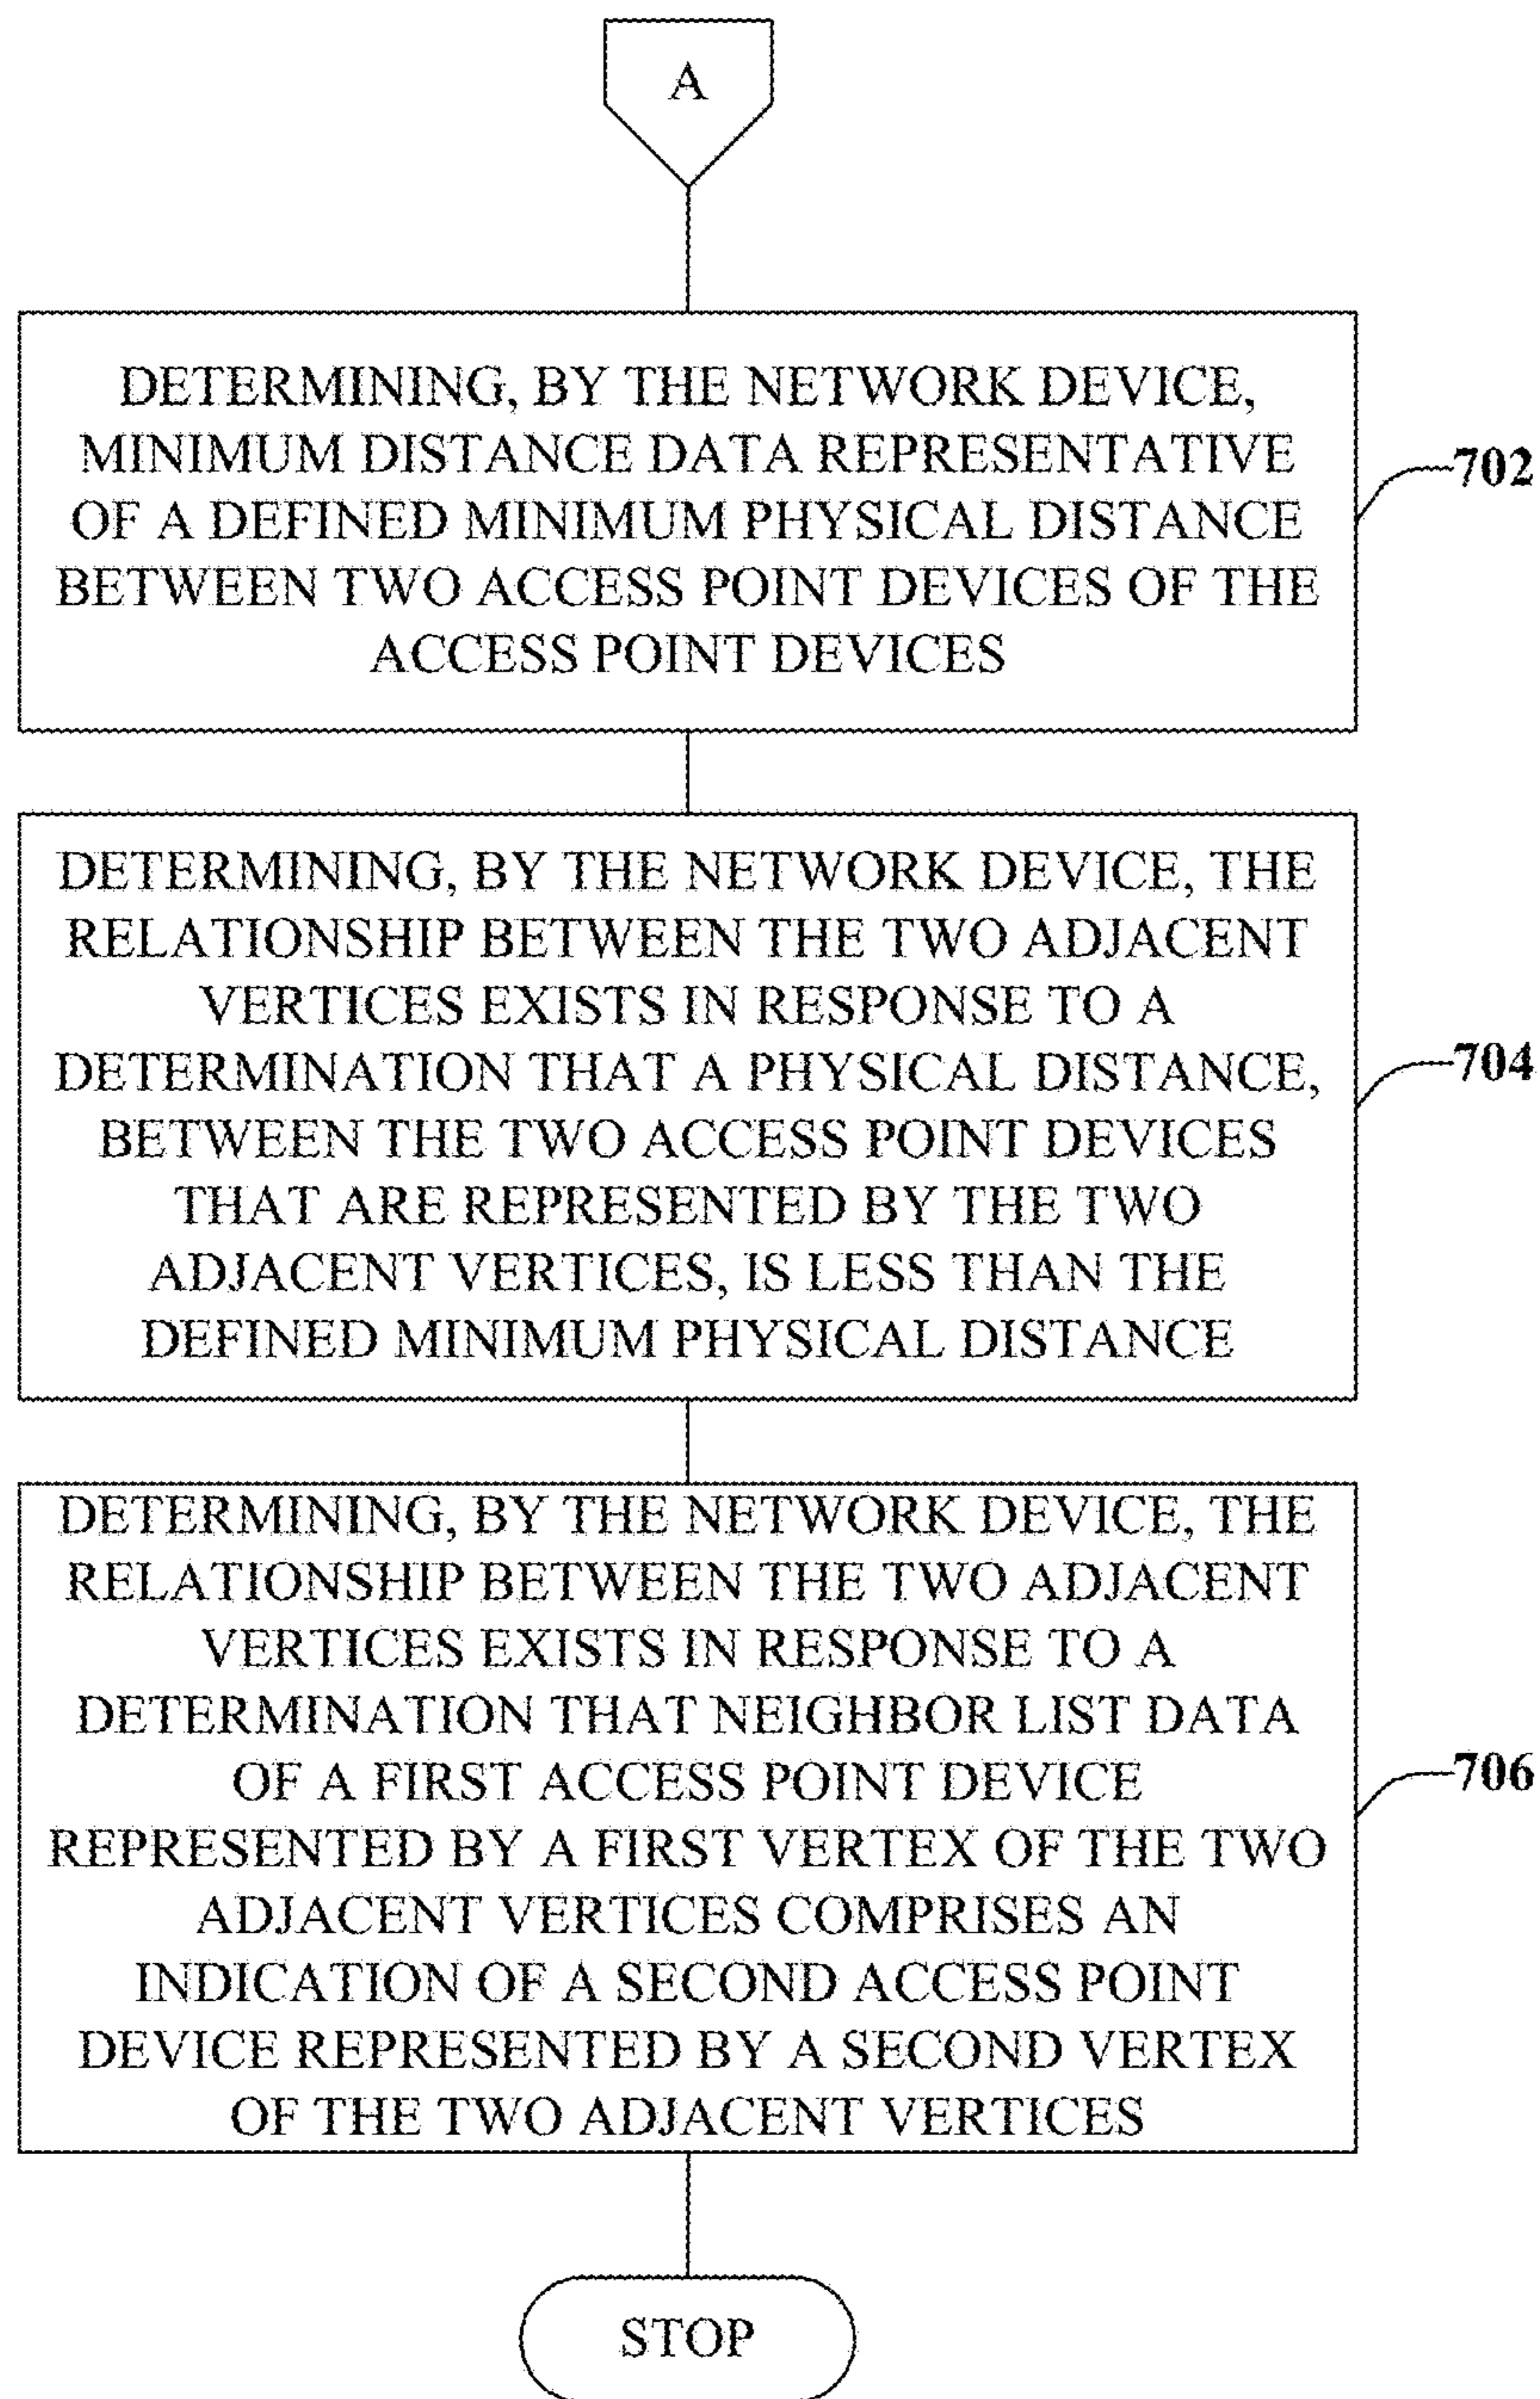 A
DETERMINING, BY THE NETWORK DEVICE,
MINIMUM DISTANCE DATA REPRESENTATIVE
OF A DEFINED MINIMUM PHYSICAL DISTANCE
BETWEEN TWO ACCESS POINT DEVICES OF THE
ACCESS POINT DEVICES
702
DETERMINING, BY THE NETWORK DEVICE, THE
RELATIONSHIP BETWEEN THE TWO ADJACENT
VERTICES EXISTS IN RESPONSE TO A
DETERMINATION THAT A PHYSICAL DISTANCE,
BETWEEN THE TWO ACCESS POINT DEVICES
THAT ARE REPRESENTED BY THE TWO
ADJACENT VERTICES, IS LESS THAN THE
DEFINED MINIMUM PHYSICAL DISTANCE
704
DETERMINING, BY THE NETWORK DEVICE, THE
RELATIONSHIP BETWEEN THE TWO ADJACENT
VERTICES EXISTS IN RESPONSE TO A
DETERMINATION THAT NEIGHBOR LIST DATA
OF A FIRST ACCESS POINT DEVICE
REPRESENTED BY A FIRST VERTEX OF THE TWO
ADJACENT VERTICES COMPRISES AN
INDICATION OF A SECOND ACCESS POINT
DEVICE REPRESENTED BY A SECOND VERTEX
OF THE TWO ADJACENT VERTICES
706
STOP